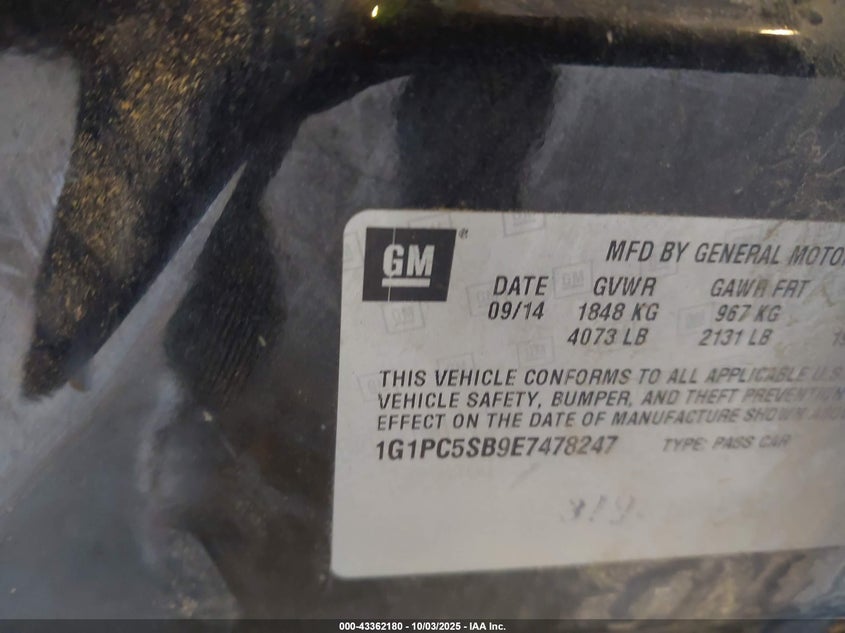 GM ®
MFD BY GENERAL MOTO
DATE GVWR GAWR FRT
09/14 1848 KG 967 KG
4073 LB 2131 LB
THIS VEHICLE CONFORMS TO ALL APPLICABLE U.S.
VEHICLE SAFETY, BUMPER, AND THEFT PREVENTION
EFFECT ON THE DATE OF MANUFACTURE SHOWN ABOV
1G1PC5SB9E7478247 TYPE: PASS CAR
000-43362180 - 10/03/2025 - IAA Inc.